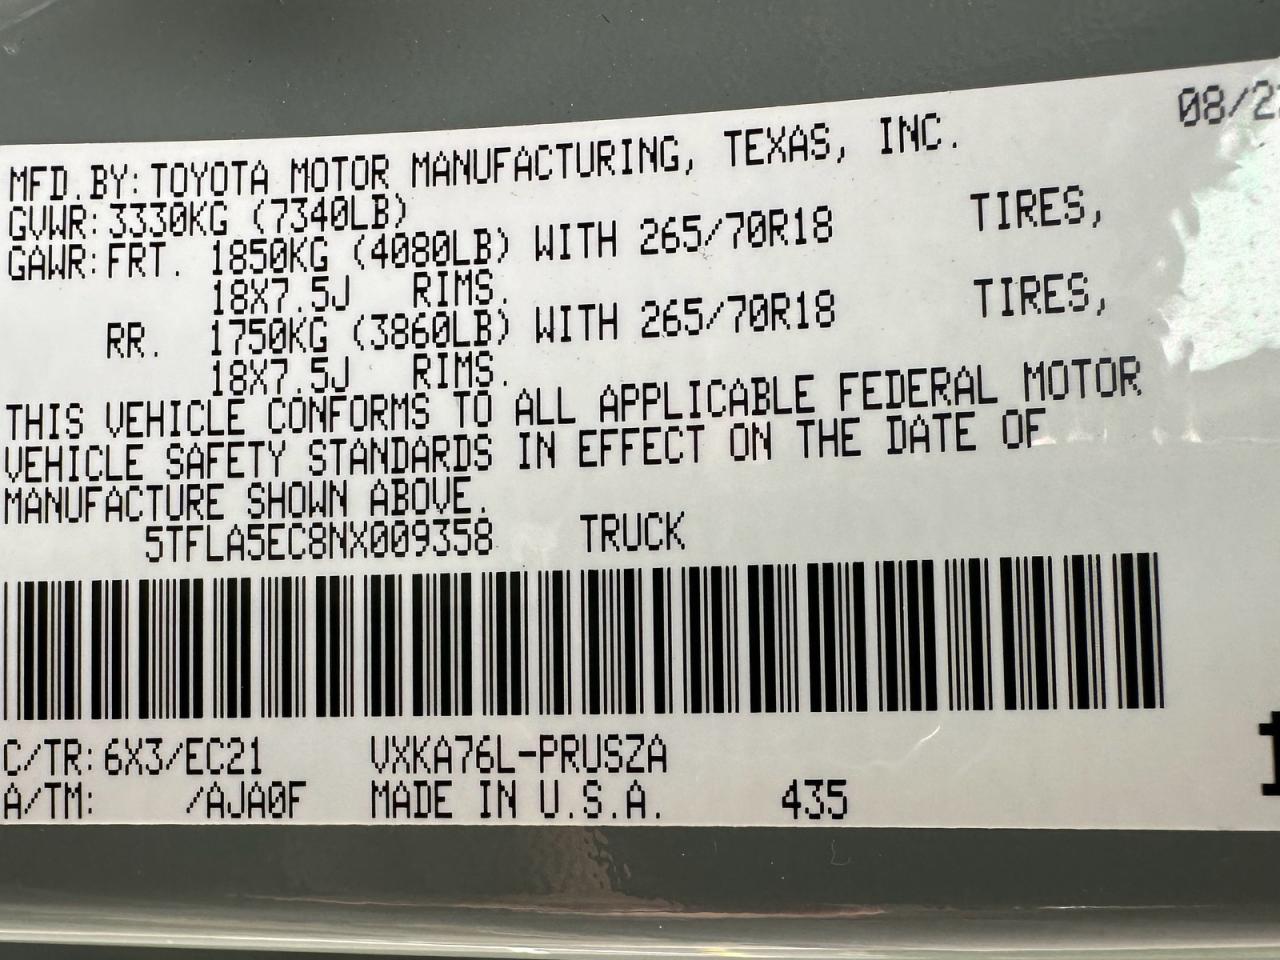 08/2
MFD.BY:TOYOTA MOTOR MANUFACTURING, TEXAS, INC.
GVWR:3330KG (7340LB)
GAWR:FRT. 1850KG (4080LB) WITH 265/70R18 TIRES,
18X7.5J RIMS.
RR. 1750KG (3860LB) WITH 265/70R18 TIRES,
18X7.5J RIMS.
THIS VEHICLE CONFORMS TO ALL APPLICABLE FEDERAL MOTOR
VEHICLE SAFETY STANDARDS IN EFFECT ON THE DATE OF
MANUFACTURE SHOWN ABOVE.
5TFLA5EC8NX009358 TRUCK
C/TR:6X3/EC21 VXKA76L-PRUSZA
A/TM: /AJA0F MADE IN U.S.A. 435